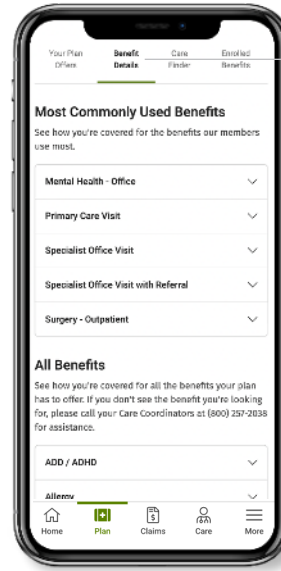 Your Plan Offers
Benefit Details
Care Finder
Enrolled Benefits
Most Commonly Used Benefits
See how you're covered for the benefits our members
use most.
Mental Health - Office
Primary Care Visit
Specialist Office Visit
Specialist Office Visit with Referral
Surgery - Outpatient
All Benefits
See how you're covered for all the benefits your plan
has to offer. If you don't see the benefit you're looking
for, please call your Care Coordinators at (800) 257-2038
for assistance.
ADD / ADHD
Allergy
Home
Plan
Claims
Care
More